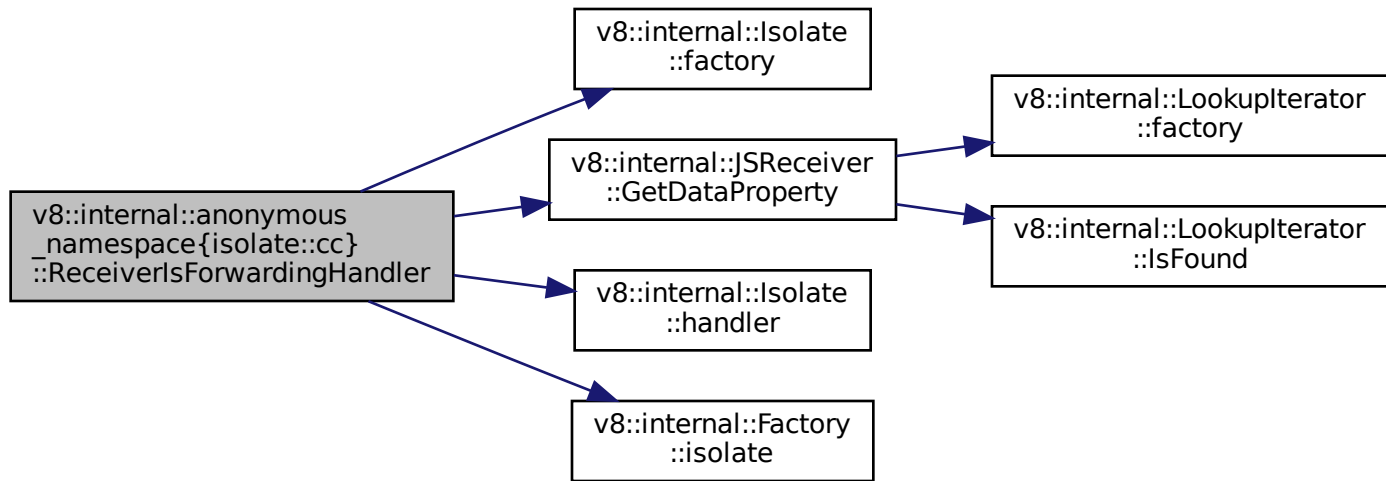 v8::internal::anonymous
_namespace{isolate::cc}
::ReceiverIsForwardingHandler
v8::internal::Isolate
::factory
v8::internal::JSReceiver
::GetDataProperty
v8::internal::Isolate
::handler
v8::internal::Factory
::isolate
v8::internal::LookupIterator
::factory
v8::internal::LookupIterator
::IsFound